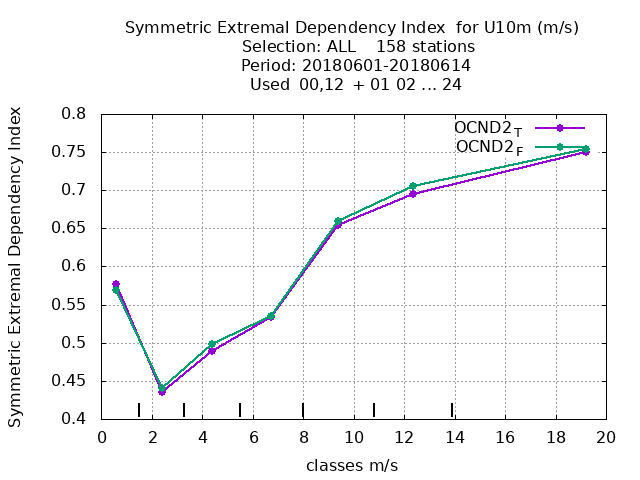 Symmetric Extremal Dependency Index  for U10m (m/s)
Selection: ALL    158 stations
Period: 20180601-20180614
Used  00,12  + 01 02 ... 24
Symmetric Extremal Dependency Index
0.8
0.75
0.7
0.65
0.6
0.55
0.5
0.45
0.4
OCND2T
OCND2F
0 2 4 6 8 10 12 14 16 18 20
classes m/s